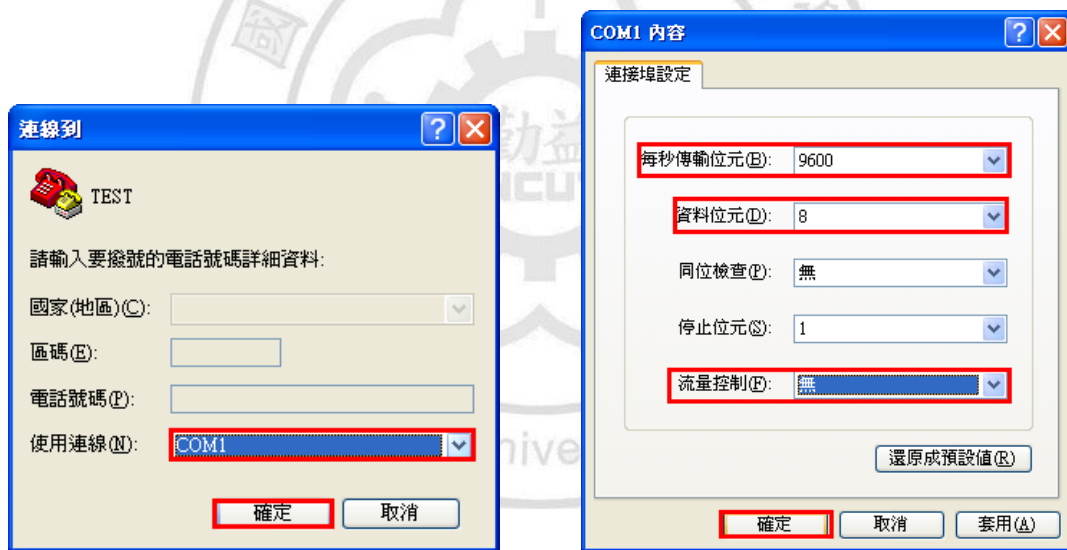 連線到
TEST
請輸入要撥號的電話號碼詳細資料:
國家(地區)(C):
區碼(E):
電話號碼(P):
使用連線(N): COM1
確定 取消
COM1 內容
連接埠設定
每秒傳輸位元(B): 9600
資料位元(D): 8
同位檢查(P): 無
停止位元(S): 1
流量控制(F): 無
還原成預設值(R)
確定 取消 套用(A)
勤益